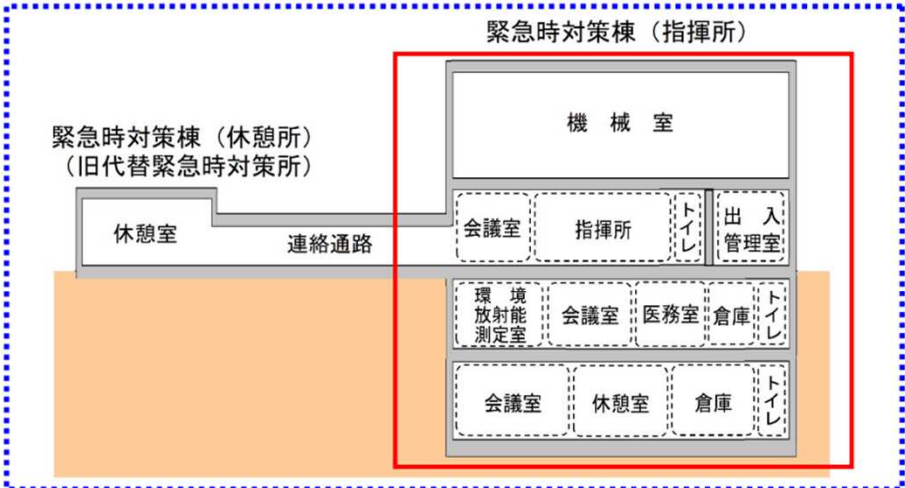 緊急時対策棟（指揮所）
機械室
緊急時対策棟（休憩所）
（旧代替緊急時対策所）
休憩室
連絡通路
会議室
指揮所
トイレ
出入
管理室
環境
放射能
測定室
会議室
医務室
倉庫
トイレ
会議室
休憩室
倉庫
トイレ